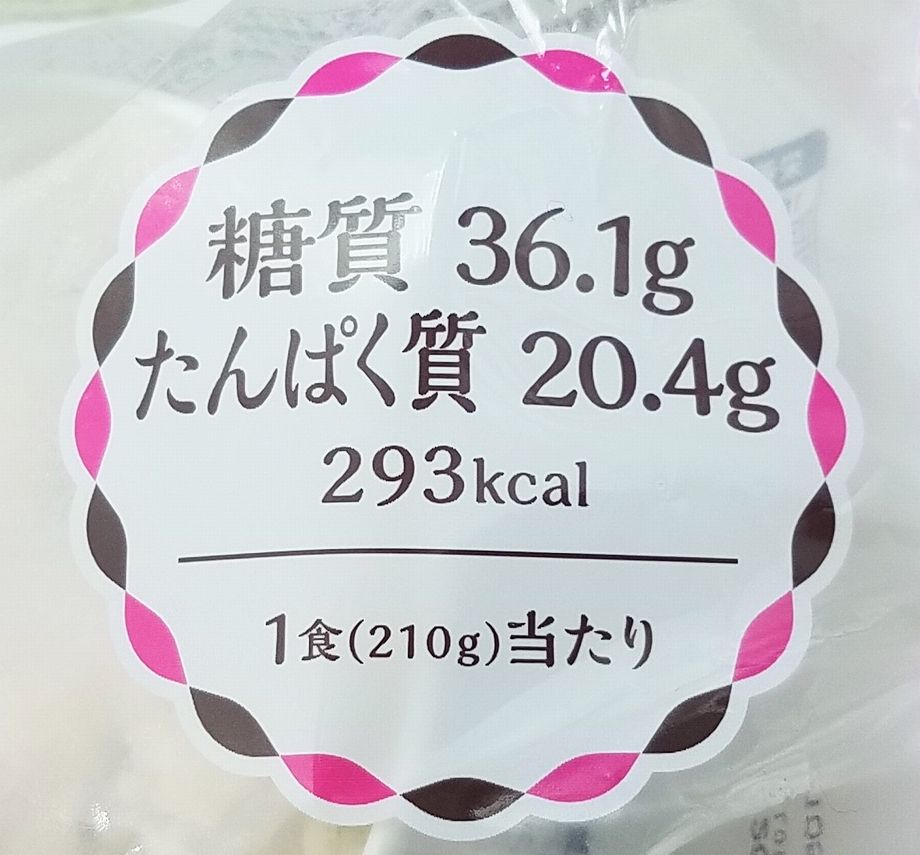 糖質 36.1g
たんぱく質 20.4g
293kcal
1食(210g)当たり